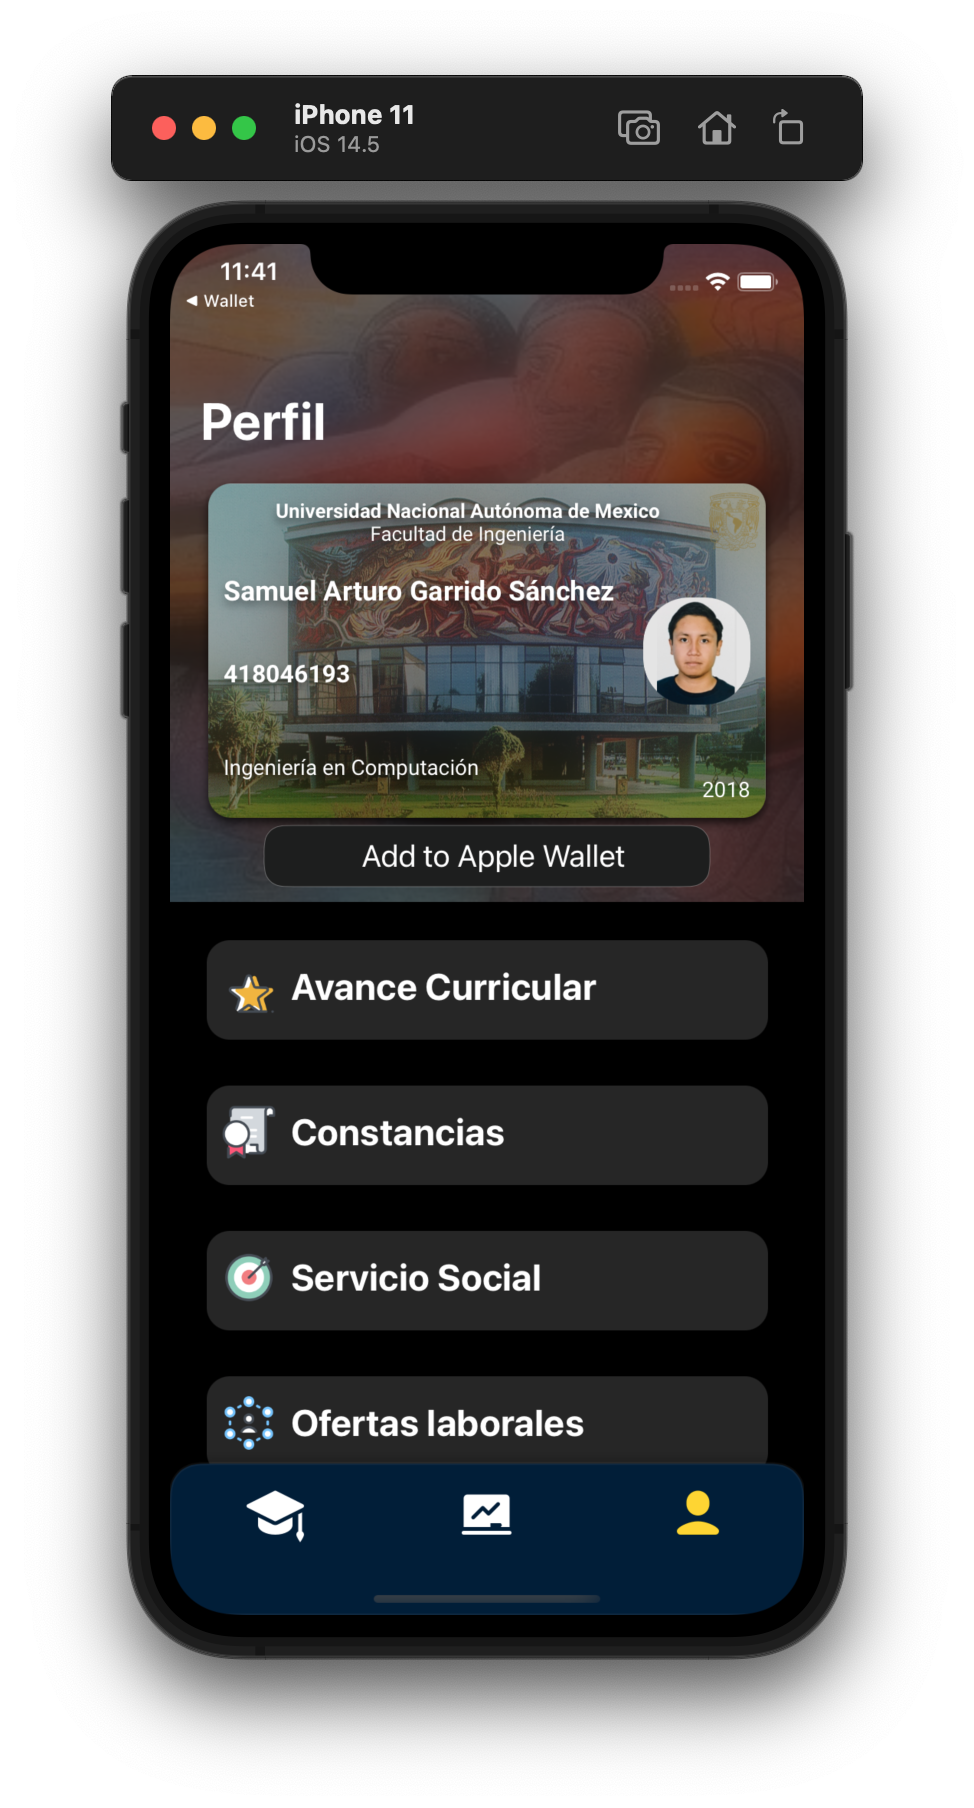 iPhone 11
iOS 14.5
11:41
◀ Wallet
Perfil
Universidad Nacional Autónoma de Mexico
Facultad de Ingeniería
Samuel Arturo Garrido Sánchez
418046193
Ingeniería en Computación
2018
Add to Apple Wallet
Avance Curricular
Constancias
Servicio Social
Ofertas laborales